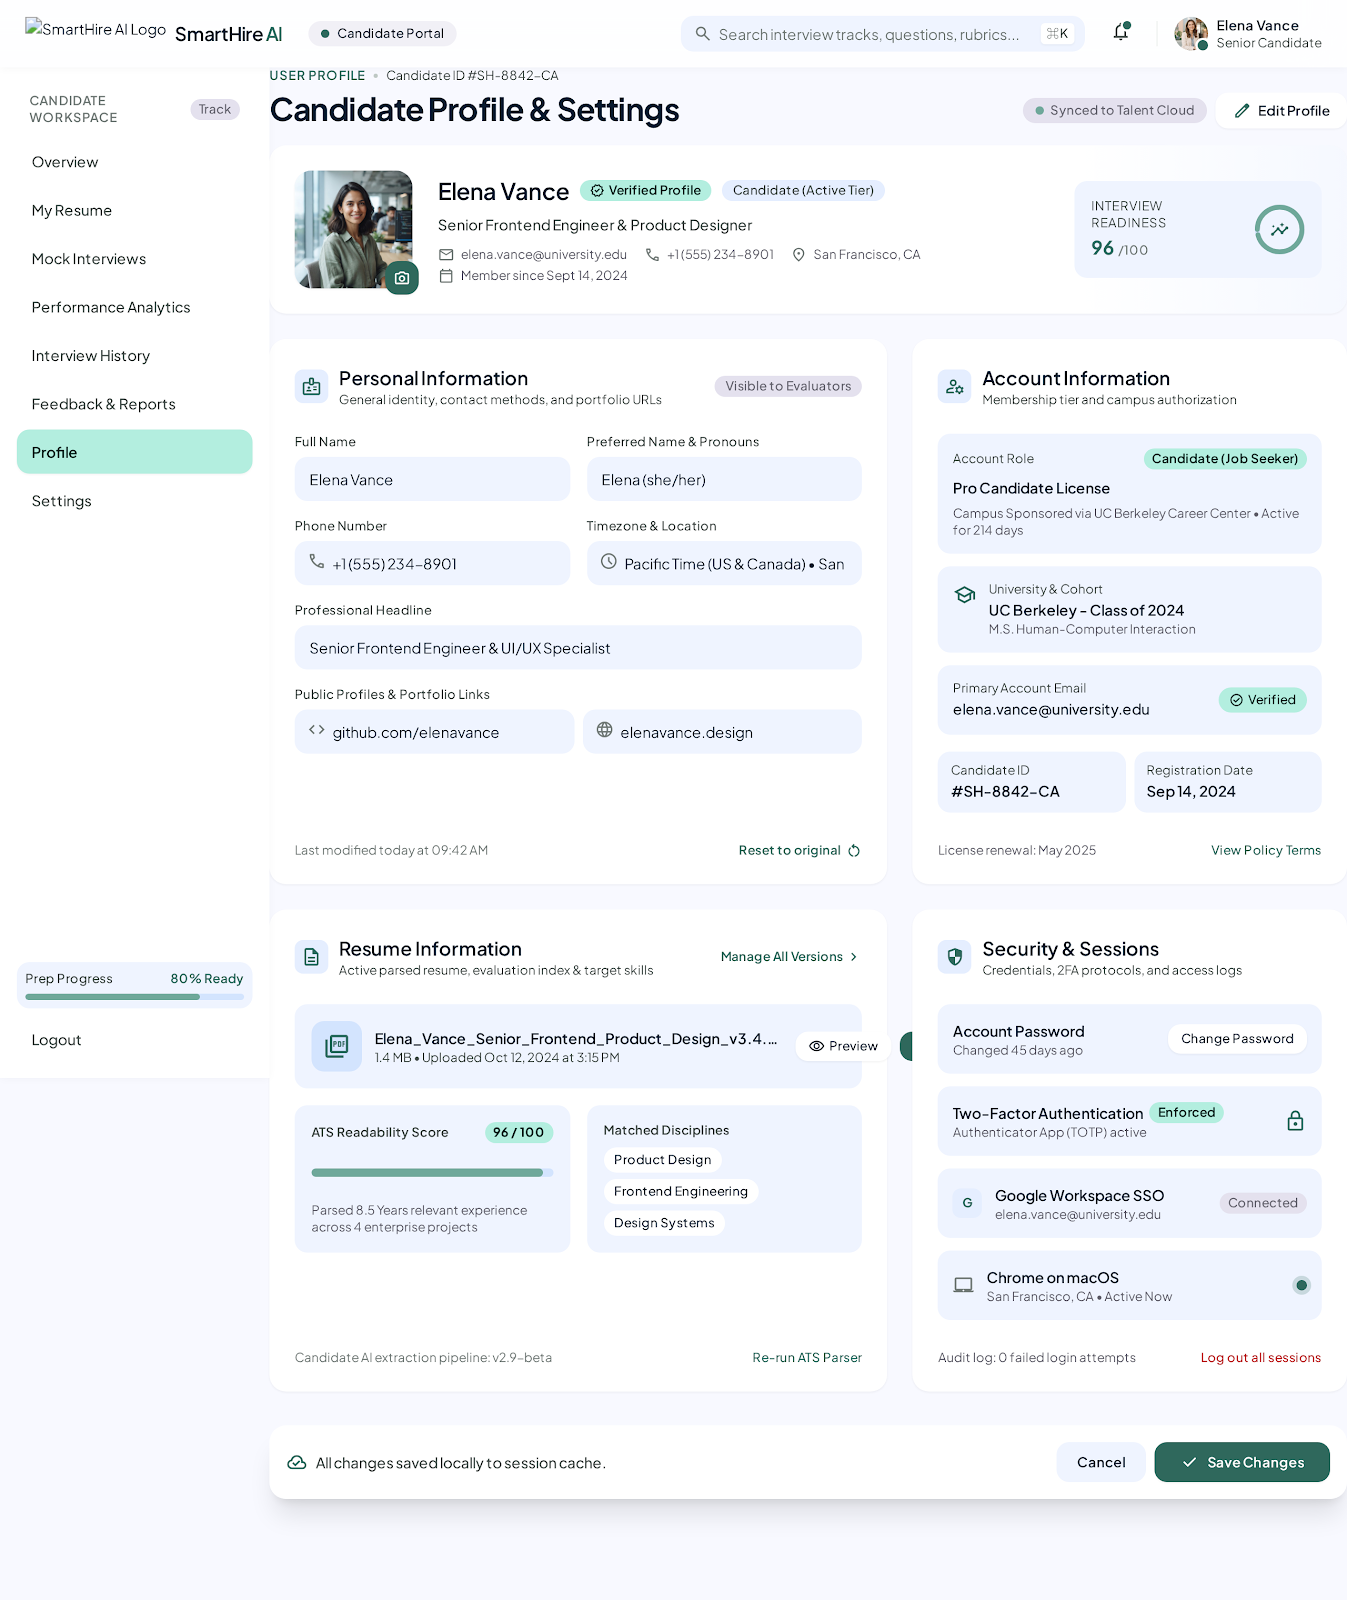 SmartHire AI Logo
SmartHire AI
Candidate Portal
Search interview tracks, questions, rubrics...
⌘K
Elena Vance
Senior Candidate
CANDIDATE
WORKSPACE
Track
Overview
My Resume
Mock Interviews
Performance Analytics
Interview History
Feedback & Reports
Profile
Settings
Prep Progress
80% Ready
Logout
USER PROFILE • Candidate ID #SH-8842-CA
Candidate Profile & Settings
Synced to Talent Cloud
Edit Profile
Elena Vance
Verified Profile
Candidate (Active Tier)
Senior Frontend Engineer & Product Designer
elena.vance@university.edu
+1 (555) 234-8901
San Francisco, CA
Member since Sept 14, 2024
INTERVIEW
READINESS
96 /100
Personal Information
General identity, contact methods, and portfolio URLs
Visible to Evaluators
Full Name
Elena Vance
Preferred Name & Pronouns
Elena (she/her)
Phone Number
+1 (555) 234-8901
Timezone & Location
Pacific Time (US & Canada) • San
Professional Headline
Senior Frontend Engineer & UI/UX Specialist
Public Profiles & Portfolio Links
github.com/elenavance
elenavance.design
Last modified today at 09:42 AM
Reset to original
Account Information
Membership tier and campus authorization
Account Role
Candidate (Job Seeker)
Pro Candidate License
Campus Sponsored via UC Berkeley Career Center • Active
for 214 days
University & Cohort
UC Berkeley - Class of 2024
M.S. Human-Computer Interaction
Primary Account Email
elena.vance@university.edu
Verified
Candidate ID
#SH-8842-CA
Registration Date
Sep 14, 2024
License renewal: May 2025
View Policy Terms
Resume Information
Active parsed resume, evaluation index & target skills
Manage All Versions
PDF
Elena_Vance_Senior_Frontend_Product_Design_v3.4.…
1.4 MB • Uploaded Oct 12, 2024 at 3:15 PM
Preview
ATS Readability Score
96 / 100
Parsed 8.5 Years relevant experience
across 4 enterprise projects
Matched Disciplines
Product Design
Frontend Engineering
Design Systems
Candidate AI extraction pipeline: v2.9-beta
Re-run ATS Parser
Security & Sessions
Credentials, 2FA protocols, and access logs
Account Password
Changed 45 days ago
Change Password
Two-Factor Authentication
Enforced
Authenticator App (TOTP) active
G
Google Workspace SSO
elena.vance@university.edu
Connected
Chrome on macOS
San Francisco, CA • Active Now
Audit log: 0 failed login attempts
Log out all sessions
All changes saved locally to session cache.
Cancel
Save Changes